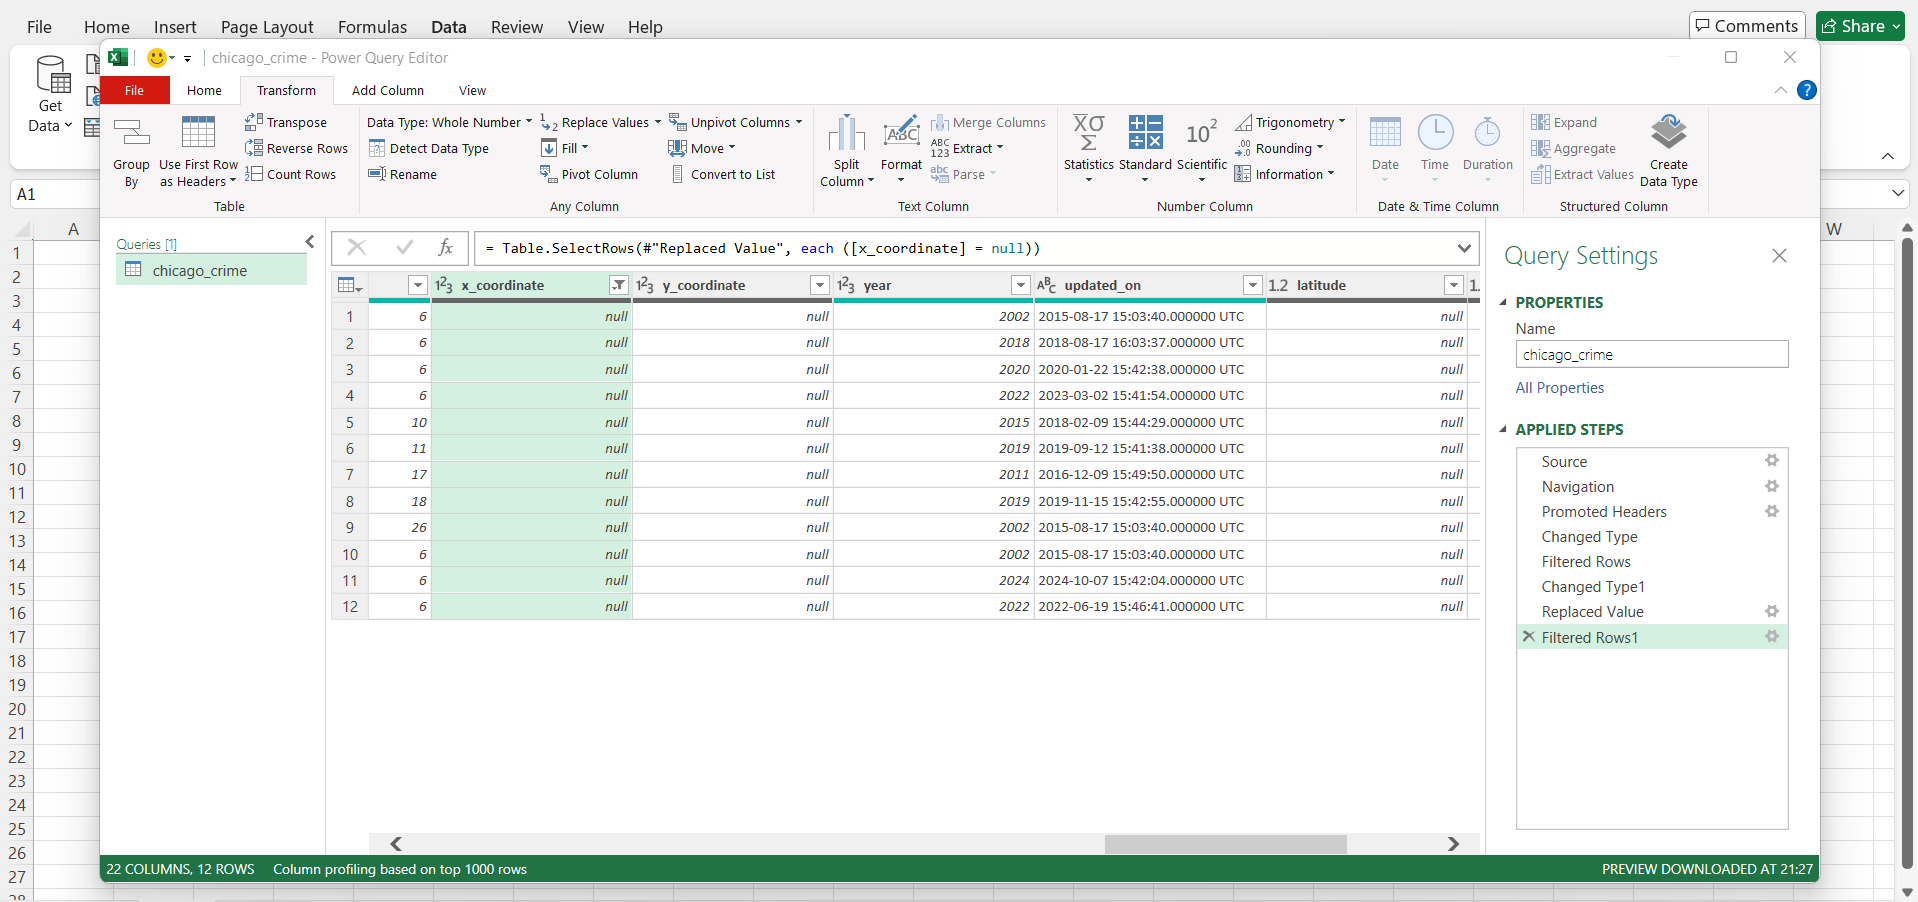 File Home Insert Page Layout Formulas Data Review View Help Comments Share
chicago_crime - Power Query Editor
File Home Transform Add Column View ?
Get Data
Group By
Use First Row as Headers
Transpose
Reverse Rows
Count Rows
Table
Data Type: Whole Number
Detect Data Type
Rename
Replace Values
Fill
Pivot Column
Unpivot Columns
Move
Convert to List
Any Column
Split Column
Format
ABC
Merge Columns
ABC 123 Extract
abc Parse
Text Column
Statistics
Standard
10² Scientific
Trigonometry
.00 Rounding
Information
Number Column
Date
Time
Duration
Date & Time Column
Expand
Aggregate
Extract Values
Create Data Type
Structured Column
A1
A W
Queries [1]
chicago_crime
fx = Table.SelectRows(#"Replaced Value", each ([x_coordinate] = null))
1²3 x_coordinate 1²3 y_coordinate 1²3 year ABC updated_on 1.2 latitude 1.
1 6 null null 2002 2015-08-17 15:03:40.000000 UTC null
2 6 null null 2018 2018-08-17 16:03:37.000000 UTC null
3 6 null null 2020 2020-01-22 15:42:38.000000 UTC null
4 6 null null 2022 2023-03-02 15:41:54.000000 UTC null
5 10 null null 2015 2018-02-09 15:44:29.000000 UTC null
6 11 null null 2019 2019-09-12 15:41:38.000000 UTC null
7 17 null null 2011 2016-12-09 15:49:50.000000 UTC null
8 18 null null 2019 2019-11-15 15:42:55.000000 UTC null
9 26 null null 2002 2015-08-17 15:03:40.000000 UTC null
10 6 null null 2002 2015-08-17 15:03:40.000000 UTC null
11 6 null null 2024 2024-10-07 15:42:04.000000 UTC null
12 6 null null 2022 2022-06-19 15:46:41.000000 UTC null
Query Settings
PROPERTIES
Name
chicago_crime
All Properties
APPLIED STEPS
Source
Navigation
Promoted Headers
Changed Type
Filtered Rows
Changed Type1
Replaced Value
Filtered Rows1
1
2
3
4
5
6
7
8
9
10
11
12
13
14
15
16
17
18
19
20
21
22
23
24
25
26
27
28
22 COLUMNS, 12 ROWS Column profiling based on top 1000 rows PREVIEW DOWNLOADED AT 21:27